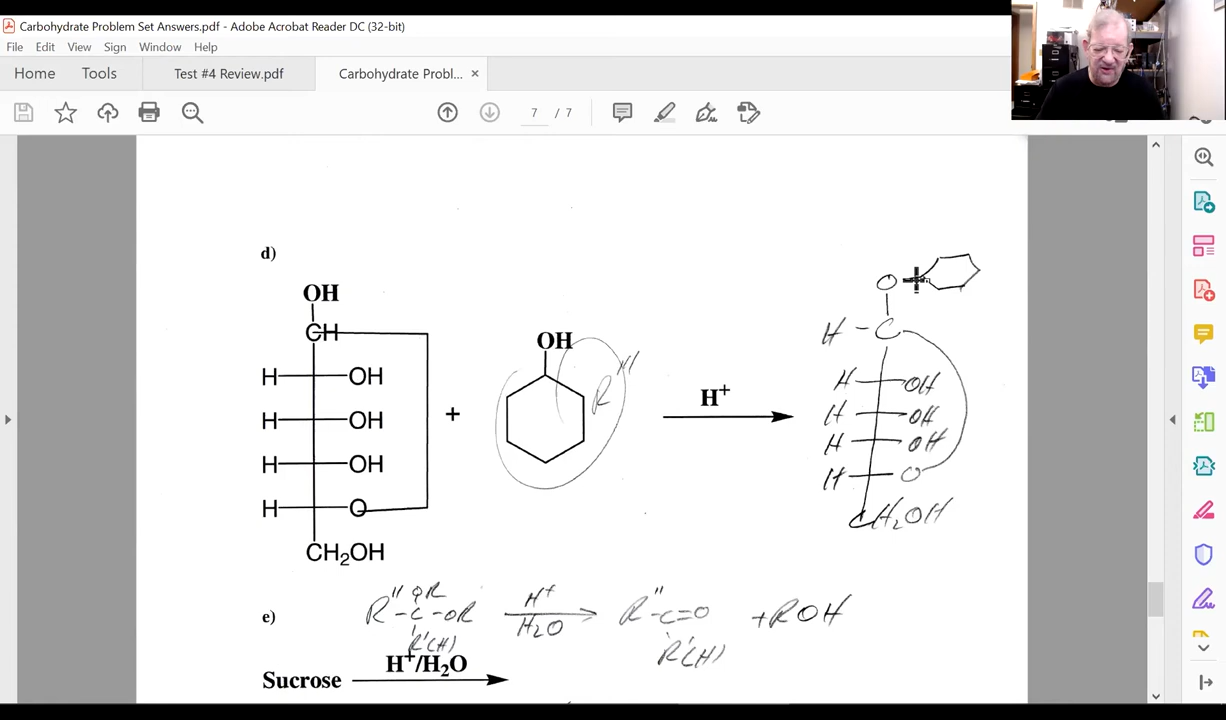 Carbohydrate Problem Set Answers.pdf - Adobe Acrobat Reader DC (32-bit)
File Edit View Sign Window Help
Home Tools Test #4 Review.pdf Carbohydrate Probl... ×
7 / 7
d)
OH
CH
H OH
H OH
H OH
H O
CH₂OH
+
OH
R'''
H⁺
O
H - C
H OH
H OH
H OH
H O
CH₂OH
e)
R'' OR
R''-C-OR
R'(H)
H⁺
H₂O
R''-C=O + ROH
R'(H)
H⁺/H₂O
Sucrose